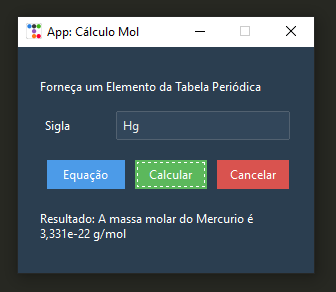 App: Cálculo Mol
Forneça um Elemento da Tabela Periódica
Sigla
Hg
Equação Calcular Cancelar
Resultado: A massa molar do Mercurio é
3,331e-22 g/mol